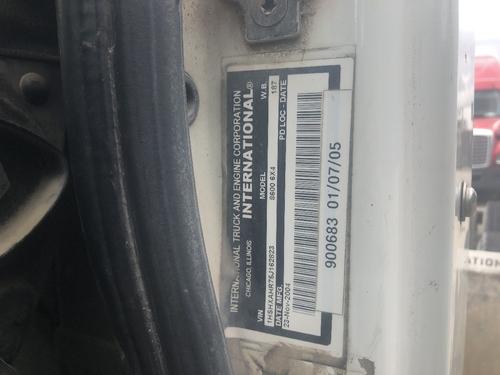 INTERNATIONAL TRUCK AND ENGINE CORPORATION
CHICAGO, ILLINOIS
INTERNATIONAL®
VIN MODEL W.B.
1HSHXAHR75J162823 8600 6X4 187
DATE MFG. PD LOC - DATE
23-Nov-2004
900683 01/07/05